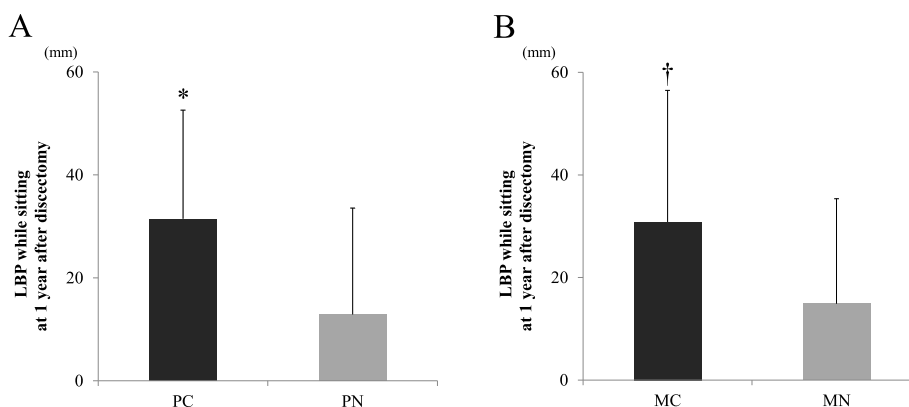 A
(mm)
60
40
20
0
LBP while sitting
at 1 year after discectomy
*
PC
PN
B
(mm)
60
40
20
0
LBP while sitting
at 1 year after discectomy
†
MC
MN